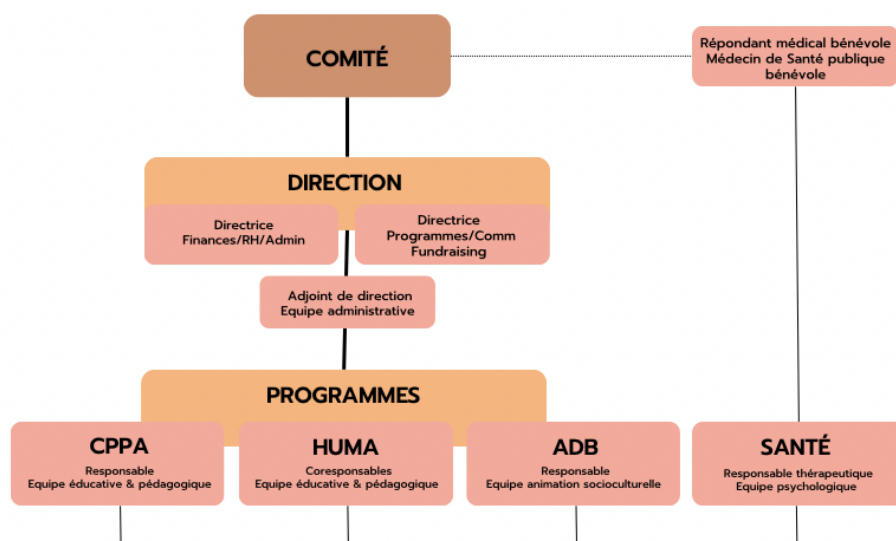 COMITÉ
Répondant médical bénévole
Médecin de Santé publique
bénévole
DIRECTION
Directrice
Finances/RH/Admin
Directrice
Programmes/Comm
Fundraising
Adjoint de direction
Equipe administrative
PROGRAMMES
CPPA
Responsable
Equipe éducative & pédagogique
HUMA
Coresponsables
Equipe éducative & pédagogique
ADB
Responsable
Equipe animation socioculturelle
SANTÉ
Responsable thérapeutique
Equipe psychologique